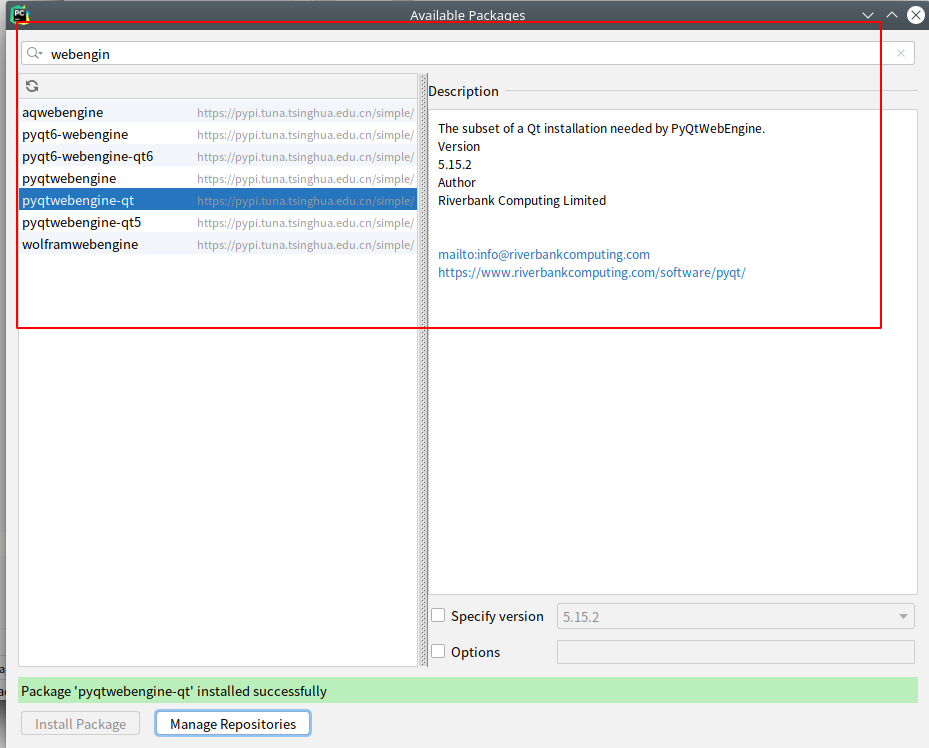 PC
Available Packages
webengin
aqwebengine https://pypi.tuna.tsinghua.edu.cn/simple/
pyqt6-webengine https://pypi.tuna.tsinghua.edu.cn/simple/
pyqt6-webengine-qt6 https://pypi.tuna.tsinghua.edu.cn/simple/
pyqtwebengine https://pypi.tuna.tsinghua.edu.cn/simple/
pyqtwebengine-qt https://pypi.tuna.tsinghua.edu.cn/simple/
pyqtwebengine-qt5 https://pypi.tuna.tsinghua.edu.cn/simple/
wolframwebengine https://pypi.tuna.tsinghua.edu.cn/simple/
Description
The subset of a Qt installation needed by PyQtWebEngine.
Version
5.15.2
Author
Riverbank Computing Limited
mailto:info@riverbankcomputing.com
https://www.riverbankcomputing.com/software/pyqt/
Specify version 5.15.2
Options
Package 'pyqtwebengine-qt' installed successfully
Install Package Manage Repositories